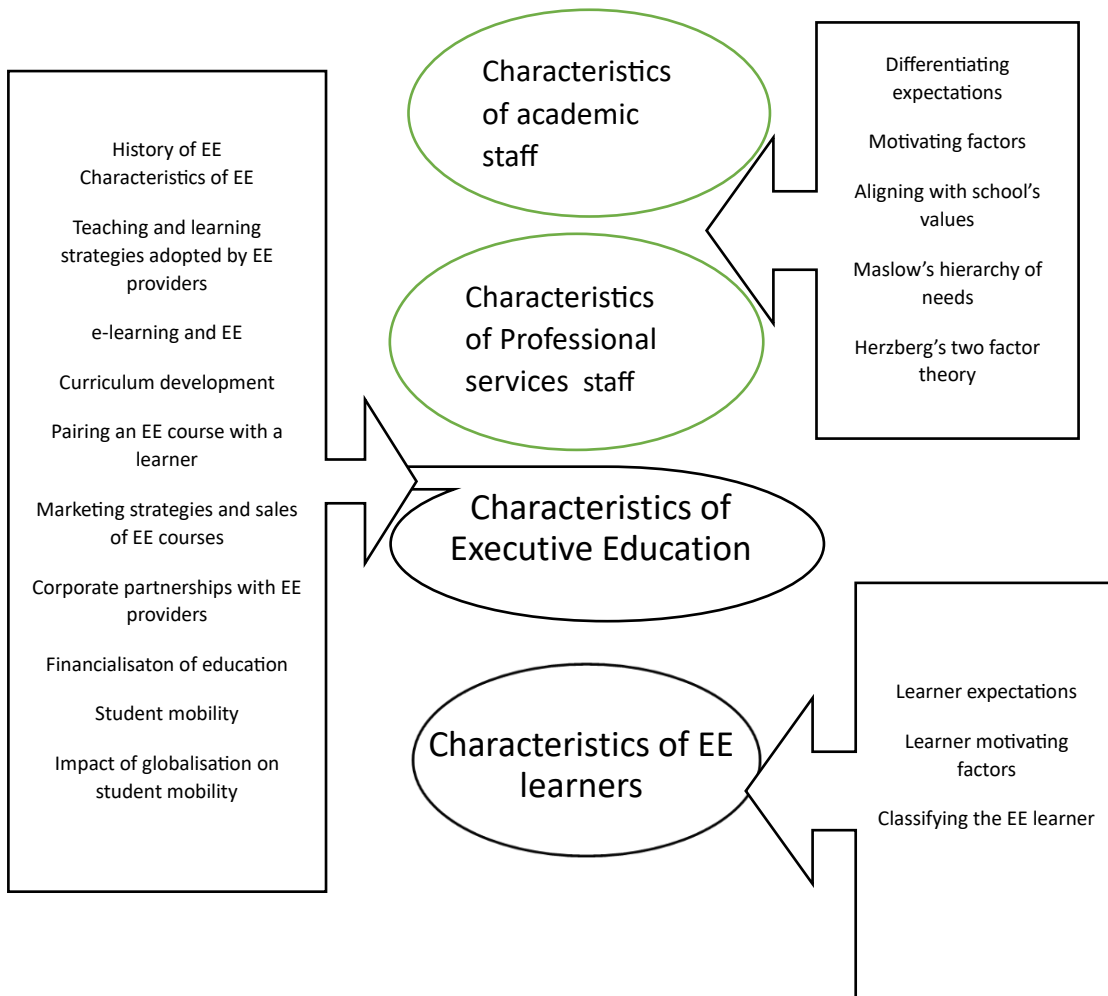 History of EE
Characteristics of EE
Teaching and learning
strategies adopted by EE
providers
e-learning and EE
Curriculum development
Pairing an EE course with a
learner
Marketing strategies and sales
of EE courses
Corporate partnerships with EE
providers
Financialisaton of education
Student mobility
Impact of globalisation on
student mobility
Characteristics
of academic
staff
Characteristics
of Professional
services staff
Characteristics of
Executive Education
Characteristics of EE
learners
Differentiating
expectations
Motivating factors
Aligning with school’s
values
Maslow’s hierarchy of
needs
Herzberg’s two factor
theory
Learner expectations
Learner motivating
factors
Classifying the EE learner